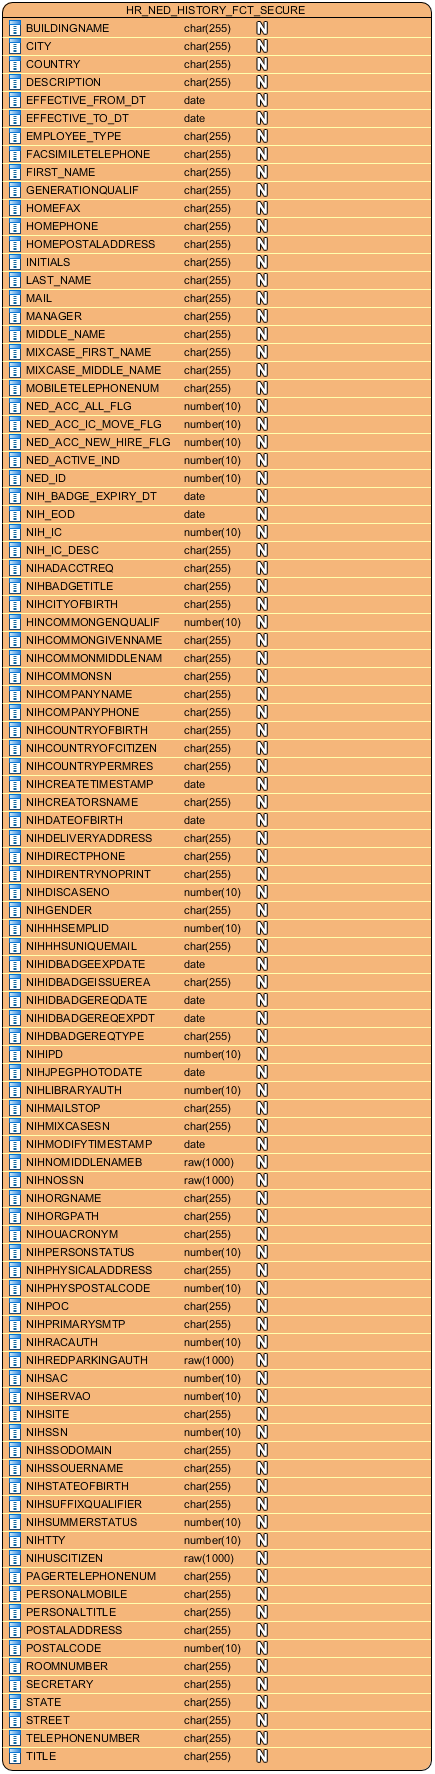 HR_NED_HISTORY_FCT_SECURE
BUILDINGNAME char(255) N
CITY char(255) N
COUNTRY char(255) N
DESCRIPTION char(255) N
EFFECTIVE_FROM_DT date N
EFFECTIVE_TO_DT date N
EMPLOYEE_TYPE char(255) N
FACSIMILETELEPHONE char(255) N
FIRST_NAME char(255) N
GENERATIONQUALIF char(255) N
HOMEFAX char(255) N
HOMEPHONE char(255) N
HOMEPOSTALADDRESS char(255) N
INITIALS char(255) N
LAST_NAME char(255) N
MAIL char(255) N
MANAGER char(255) N
MIDDLE_NAME char(255) N
MIXCASE_FIRST_NAME char(255) N
MIXCASE_MIDDLE_NAME char(255) N
MOBILETELEPHONENUM char(255) N
NED_ACC_ALL_FLG number(10) N
NED_ACC_IC_MOVE_FLG number(10) N
NED_ACC_NEW_HIRE_FLG number(10) N
NED_ACTIVE_IND number(10) N
NED_ID number(10) N
NIH_BADGE_EXPIRY_DT date N
NIH_EOD date N
NIH_IC number(10) N
NIH_IC_DESC char(255) N
NIHADACCTREQ char(255) N
NIHBADGETITLE char(255) N
NIHCITYOFBIRTH char(255) N
HINCOMMONGENQUALIF number(10) N
NIHCOMMONGIVENNAME char(255) N
NIHCOMMONMIDDLENAM char(255) N
NIHCOMMONSN char(255) N
NIHCOMPANYNAME char(255) N
NIHCOMPANYPHONE char(255) N
NIHCOUNTRYOFBIRTH char(255) N
NIHCOUNTRYOFCITIZEN char(255) N
NIHCOUNTRYPERMRES char(255) N
NIHCREATETIMESTAMP date N
NIHCREATORSNAME char(255) N
NIHDATEOFBIRTH date N
NIHDELIVERYADDRESS char(255) N
NIHDIRECTPHONE char(255) N
NIHDIRENTRYNOPRINT char(255) N
NIHDISCASENO number(10) N
NIHGENDER char(255) N
NIHHHSEMPLID number(10) N
NIHHHSUNIQUEMAIL char(255) N
NIHIDBADGEEXPDATE date N
NIHIDBADGEISSUEREA char(255) N
NIHIDBADGEREQDATE date N
NIHIDBADGEREQEXPDT date N
NIHDBADGEREQTYPE char(255) N
NIHIPD number(10) N
NIHJPEGPHOTODATE date N
NIHLIBRARYAUTH number(10) N
NIHMAILSTOP char(255) N
NIHMIXCASESN char(255) N
NIHMODIFYTIMESTAMP date N
NIHNOMIDDLENAMEB raw(1000) N
NIHNOSSN raw(1000) N
NIHORGNAME char(255) N
NIHORGPATH char(255) N
NIHOUACRONYM char(255) N
NIHPERSONSTATUS number(10) N
NIHPHYSICALADDRESS char(255) N
NIHPHYSPOSTALCODE number(10) N
NIHPOC char(255) N
NIHPRIMARYSMTP char(255) N
NIHRACAUTH number(10) N
NIHREDPARKINGAUTH raw(1000) N
NIHSAC number(10) N
NIHSERVAO number(10) N
NIHSITE char(255) N
NIHSSN number(10) N
NIHSSODOMAIN char(255) N
NIHSSOUERNAME char(255) N
NIHSTATEOFBIRTH char(255) N
NIHSUFFIXQUALIFIER char(255) N
NIHSUMMERSTATUS number(10) N
NIHTTY number(10) N
NIHUSCITIZEN raw(1000) N
PAGERTELEPHONENUM char(255) N
PERSONALMOBILE char(255) N
PERSONALTITLE char(255) N
POSTALADDRESS char(255) N
POSTALCODE number(10) N
ROOMNUMBER char(255) N
SECRETARY char(255) N
STATE char(255) N
STREET char(255) N
TELEPHONENUMBER char(255) N
TITLE char(255) N